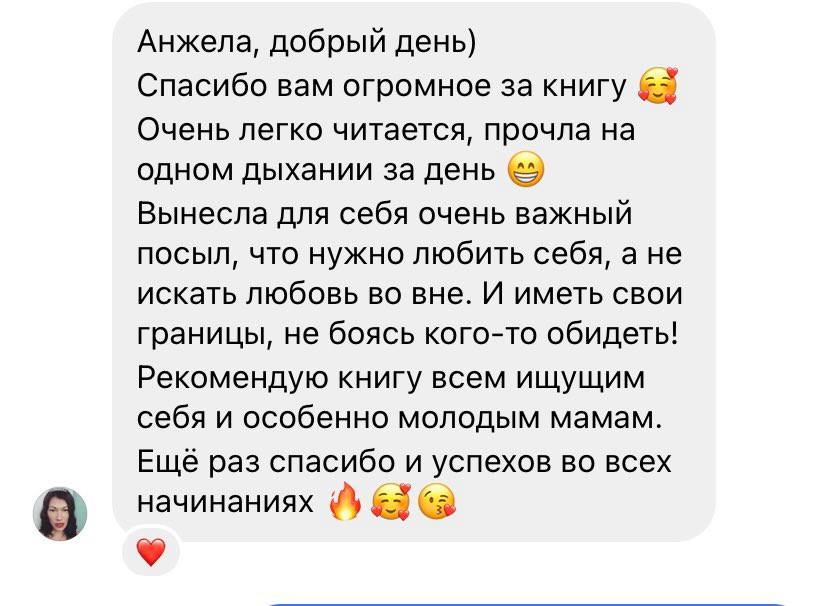 Анжела, добрый день)
Спасибо вам огромное за книгу 🥰
Очень легко читается, прочла на
одном дыхании за день 😁
Вынесла для себя очень важный
посыл, что нужно любить себя, а не
искать любовь во вне. И иметь свои
границы, не боясь кого-то обидеть!
Рекомендую книгу всем ищущим
себя и особенно молодым мамам.
Ещё раз спасибо и успехов во всех
начинаниях 🔥🥰😘